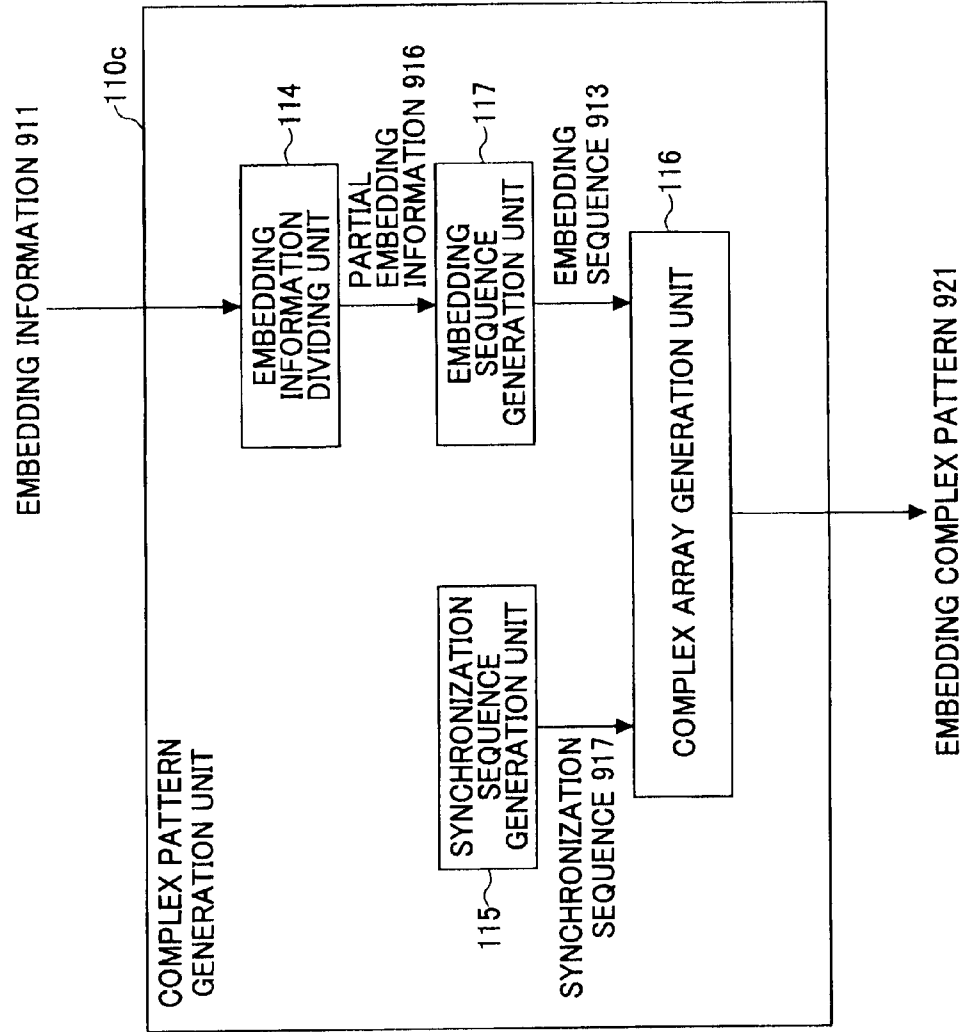 EMBEDDING INFORMATION 911
110c
COMPLEX PATTERN
GENERATION UNIT
114
EMBEDDING
INFORMATION
DIVIDING UNIT
PARTIAL
EMBEDDING
INFORMATION 916
117
EMBEDDING
SEQUENCE
GENERATION UNIT
EMBEDDING
SEQUENCE 913
SYNCHRONIZATION
SEQUENCE
GENERATION UNIT
115
SYNCHRONIZATION
SEQUENCE 917
116
COMPLEX ARRAY GENERATION UNIT
EMBEDDING COMPLEX PATTERN 921